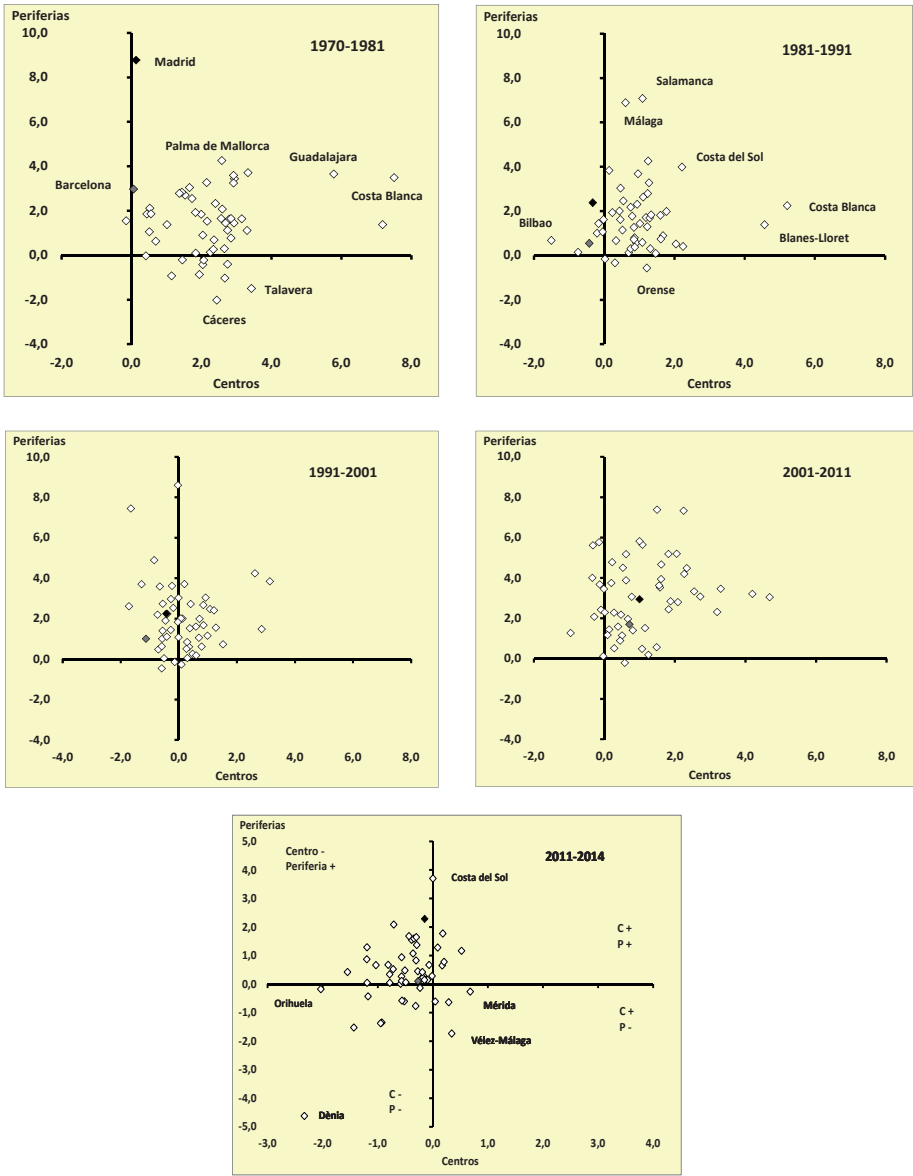 Periferias
10,0
1970-1981
8,0
Madrid
6,0
Palma de Mallorca
4,0
Guadalajara
Barcelona
Costa Blanca
2,0
0,0
Talavera
-2,0
Cáceres
-4,0
-2,0 0,0 2,0 4,0 6,0 8,0
Centros
Periferias
10,0
1981-1991
8,0
Salamanca
6,0
Málaga
4,0
Costa del Sol
2,0
Costa Blanca
Bilbao
Blanes-Lloret
0,0
Orense
-2,0
-4,0
-2,0 0,0 2,0 4,0 6,0 8,0
Centros
Periferias
10,0
1991-2001
8,0
6,0
4,0
2,0
0,0
-2,0
-4,0
-4,0 -2,0 0,0 2,0 4,0 6,0 8,0
Centros
Periferias
10,0
2001-2011
8,0
6,0
4,0
2,0
0,0
-2,0
-4,0
-2,0 0,0 2,0 4,0 6,0 8,0
Centros
Periferias
5,0
Centro -
Periferia +
2011-2014
4,0
Costa del Sol
3,0
2,0
C +
P +
1,0
0,0
Orihuela
Mérida
C +
P -
-1,0
Vélez-Málaga
-2,0
-3,0
C -
P -
-4,0
Dènia
-5,0
-3,0 -2,0 -1,0 0,0 1,0 2,0 3,0 4,0
Centros